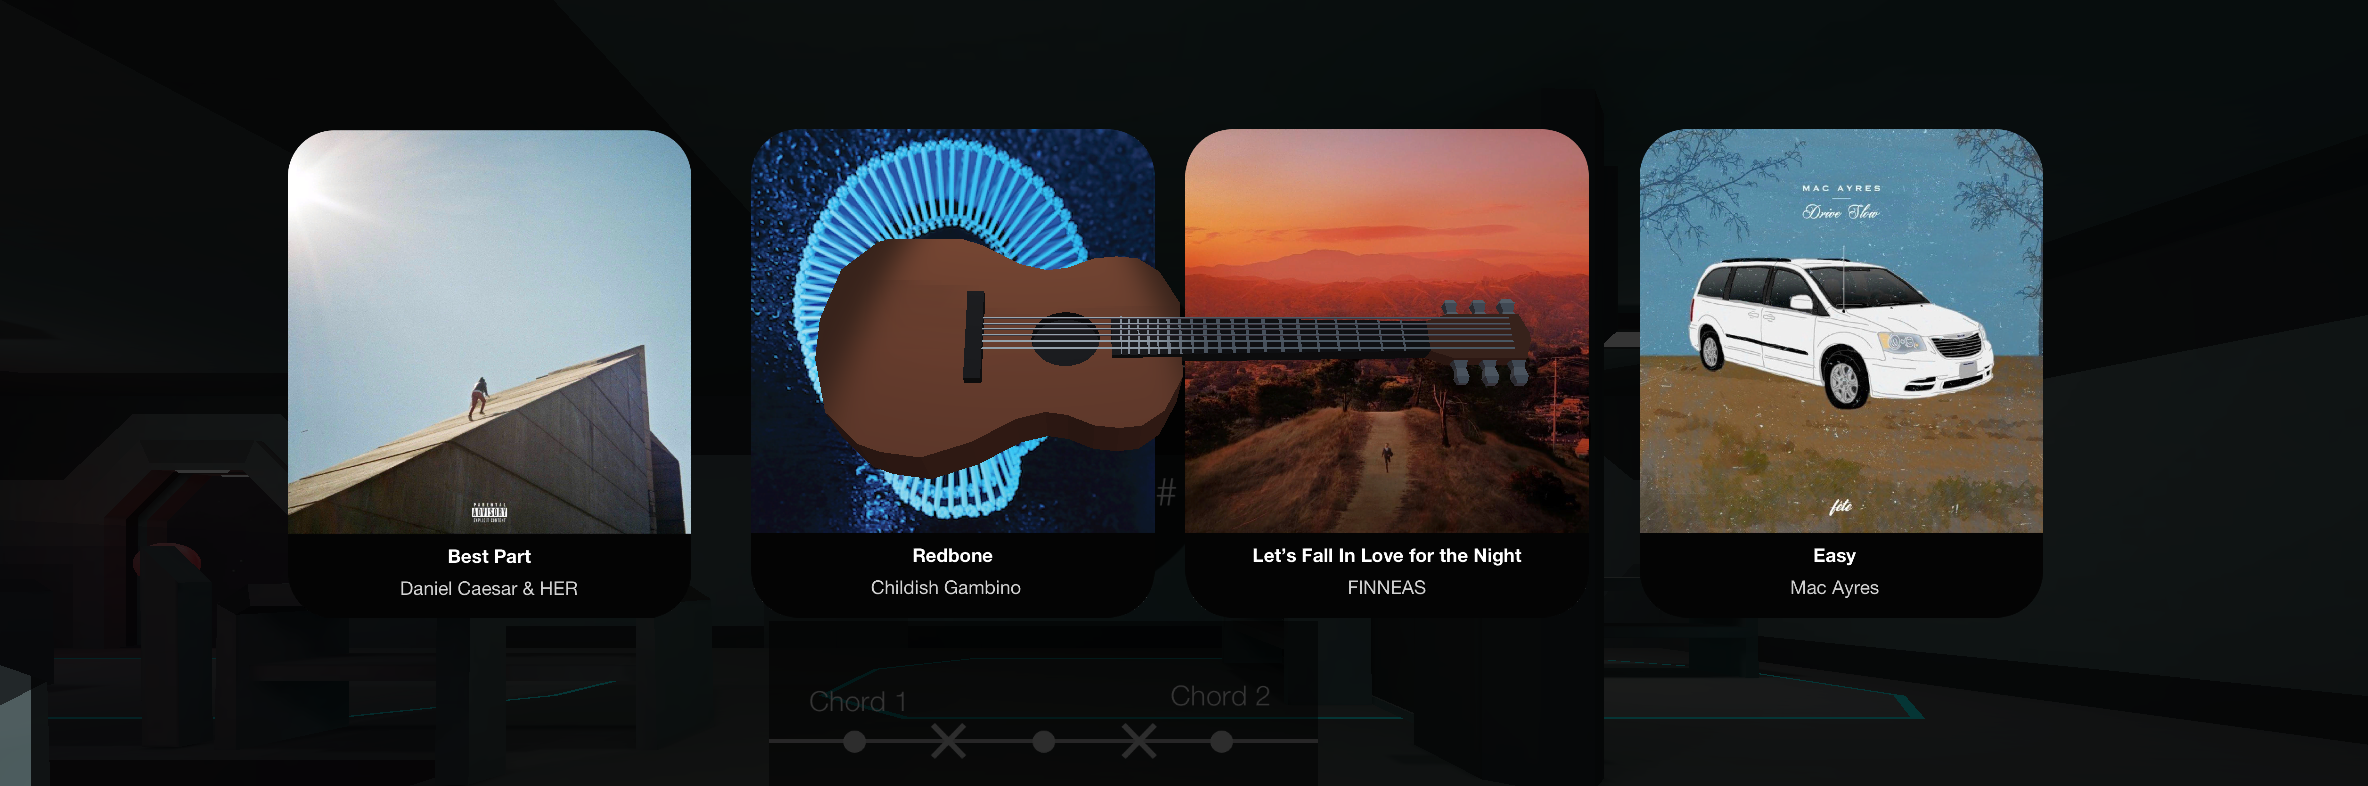 MAC AYRES
Drive Slow
PARENTAL
ADVISORY
EXPLICIT CONTENT
fête
#
Best Part
Daniel Caesar & HER
Redbone
Childish Gambino
Let's Fall In Love for the Night
FINNEAS
Easy
Mac Ayres
Chord 1
Chord 2